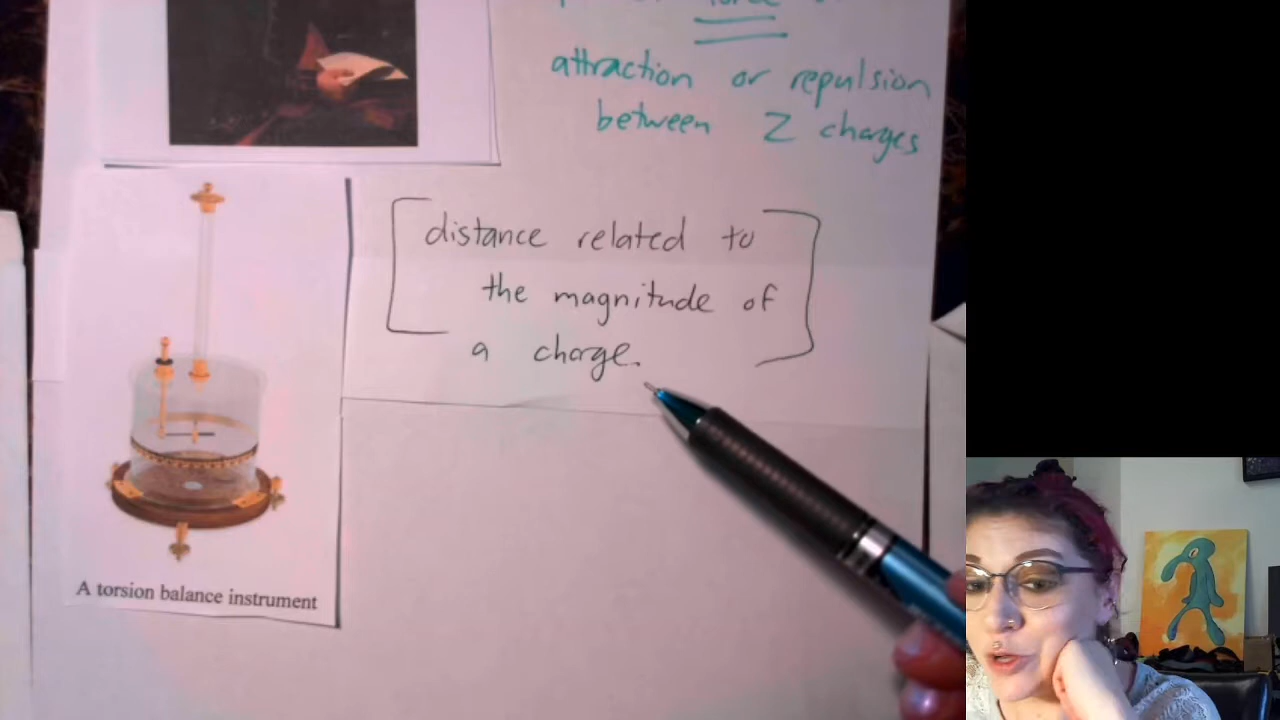 attraction or repulsion
between 2 charges
distance related to
the magnitude of
a charge.
A torsion balance instrument